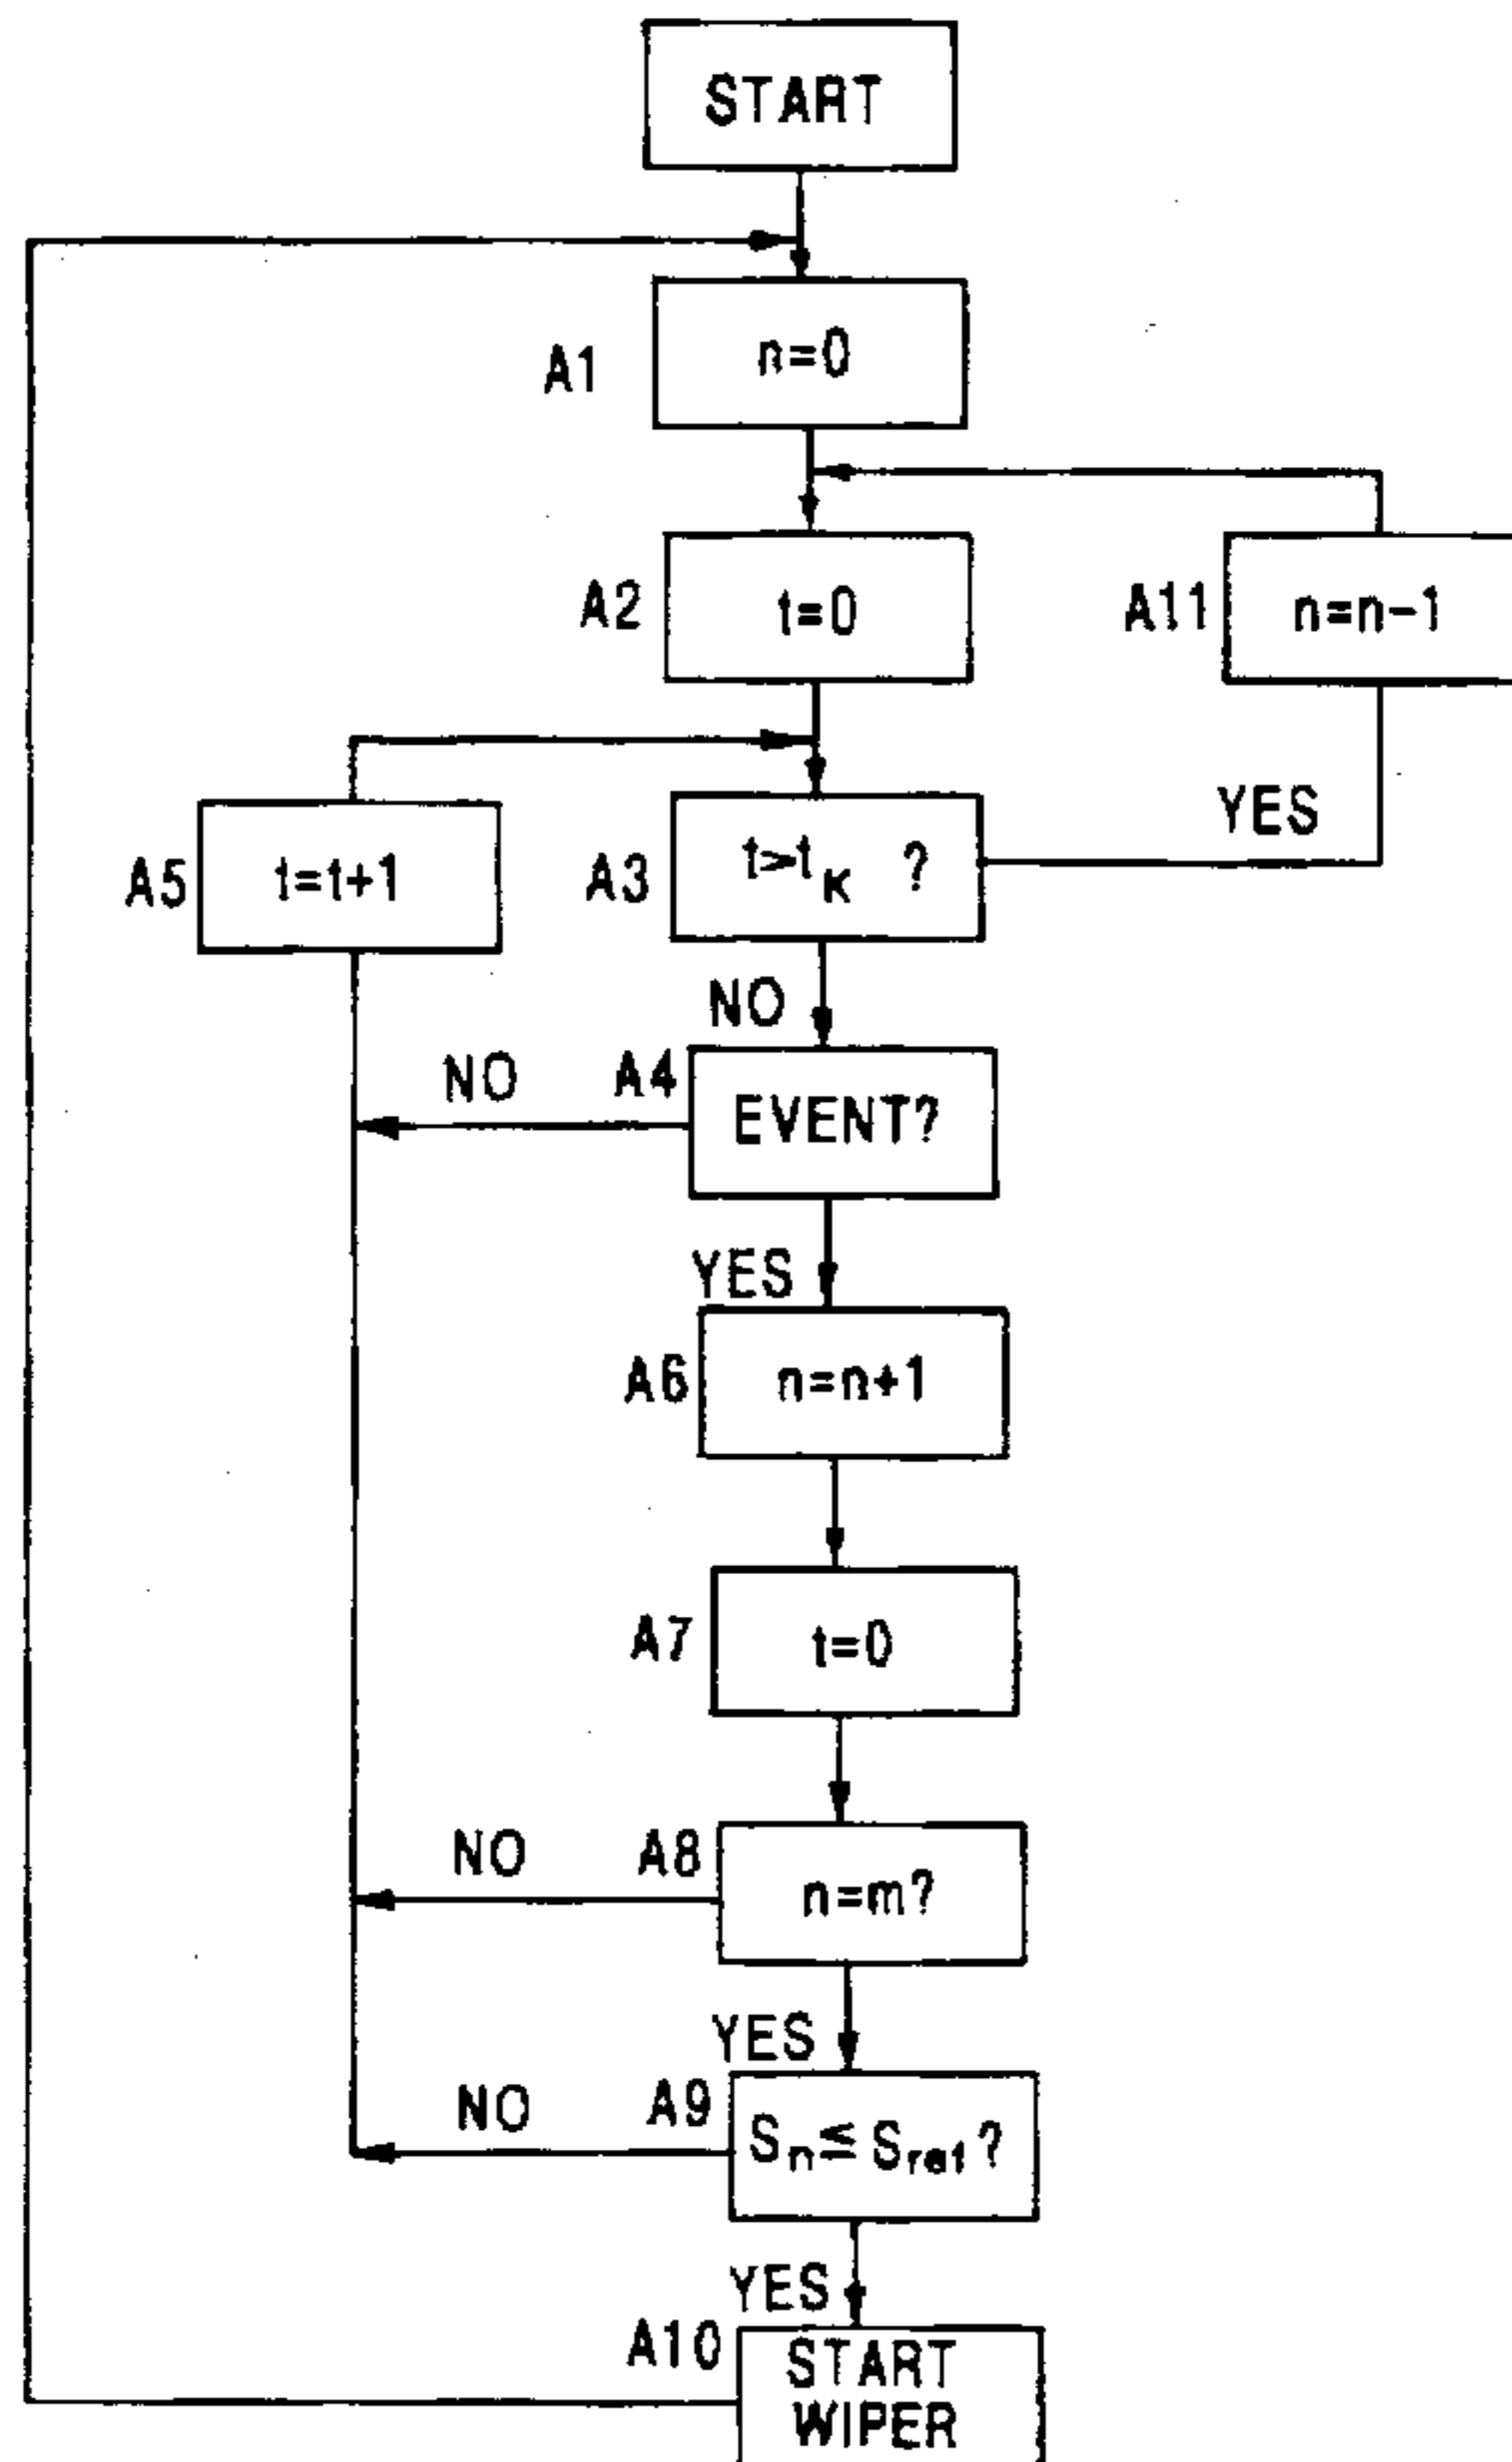 START
A1
n=0
A2
t=0
A11
n=n-1
A5
t=t+1
A3
t>tK ?
YES
NO
NO
A4
EVENT?
YES
A6
n=n+1
A7
t=0
NO
A8
n=m?
YES
NO
A9
Sn≤ Sre1?
YES
A10
START
WIPER